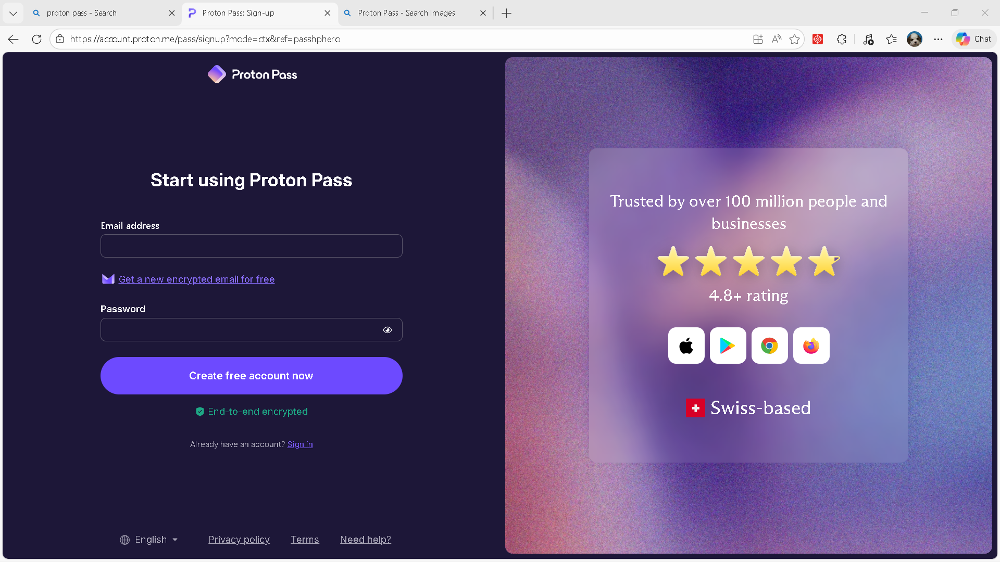 proton pass - Search
Proton Pass: Sign-up
Proton Pass - Search Images
https://account.proton.me/pass/signup?mode=ctx&ref=passhphero
Chat
Proton Pass
Start using Proton Pass
Email address
Get a new encrypted email for free
Password
Create free account now
End-to-end encrypted
Already have an account? Sign in
English
Privacy policy
Terms
Need help?
Trusted by over 100 million people and
businesses
4.8+ rating
Swiss-based